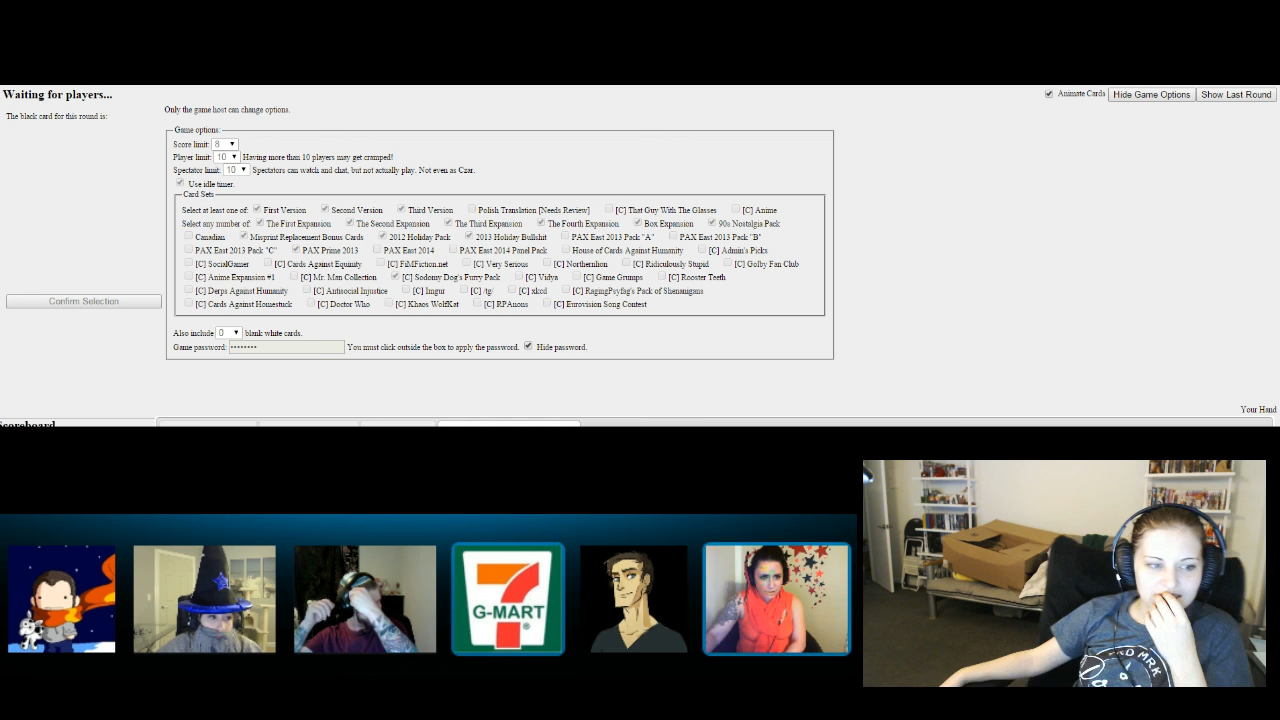 Waiting for players...
Animate Cards Hide Game Options Show Last Round
Only the game host can change options.
The black card for this round is:
Game options:
Score limit: 8
Player limit: 10 Having more than 10 players may get cramped!
Spectator limit: 10 Spectators can watch and chat, but not actually play. Not even as Czar.
Use idle timer.
Card Sets
Select at least one of: First Version Second Version Third Version Polish Translation [Needs Review] [C] That Guy With The Glasses [C] Anime
Select any number of: The First Expansion The Second Expansion The Third Expansion The Fourth Expansion Box Expansion 90s Nostalgia Pack
Canadian Misprint Replacement Bonus Cards 2012 Holiday Pack 2013 Holiday Bullshit PAX East 2013 Pack "A" PAX East 2013 Pack "B"
PAX East 2013 Pack "C" PAX Prime 2013 PAX East 2014 PAX East 2014 Panel Pack House of Cards Against Humanity [C] Admin's Picks
[C] SocialGamer [C] Cards Against Equinity [C] FiMFiction.net [C] Very Serious [C] Northernlion [C] Ridiculously Stupid [C] Golby Fan Club
[C] Anime Expansion #1 [C] Mr. Man Collection [C] Sodomy Dog's Furry Pack [C] Vidya [C] Game Grumps [C] Rooster Teeth
[C] Derps Against Humanity [C] Antisocial Injustice [C] Imgur [C] /tg/ [C] xkcd [C] RagingPsyfag's Pack of Shenanigans
[C] Cards Against Homestuck [C] Doctor Who [C] Khaos WolfKat [C] RPAnons [C] Eurovision Song Contest
Confirm Selection
Also include 0 blank white cards.
Game password: •••••••• You must click outside the box to apply the password. Hide password.
Your Hand
Scoreboard
7
G-MART